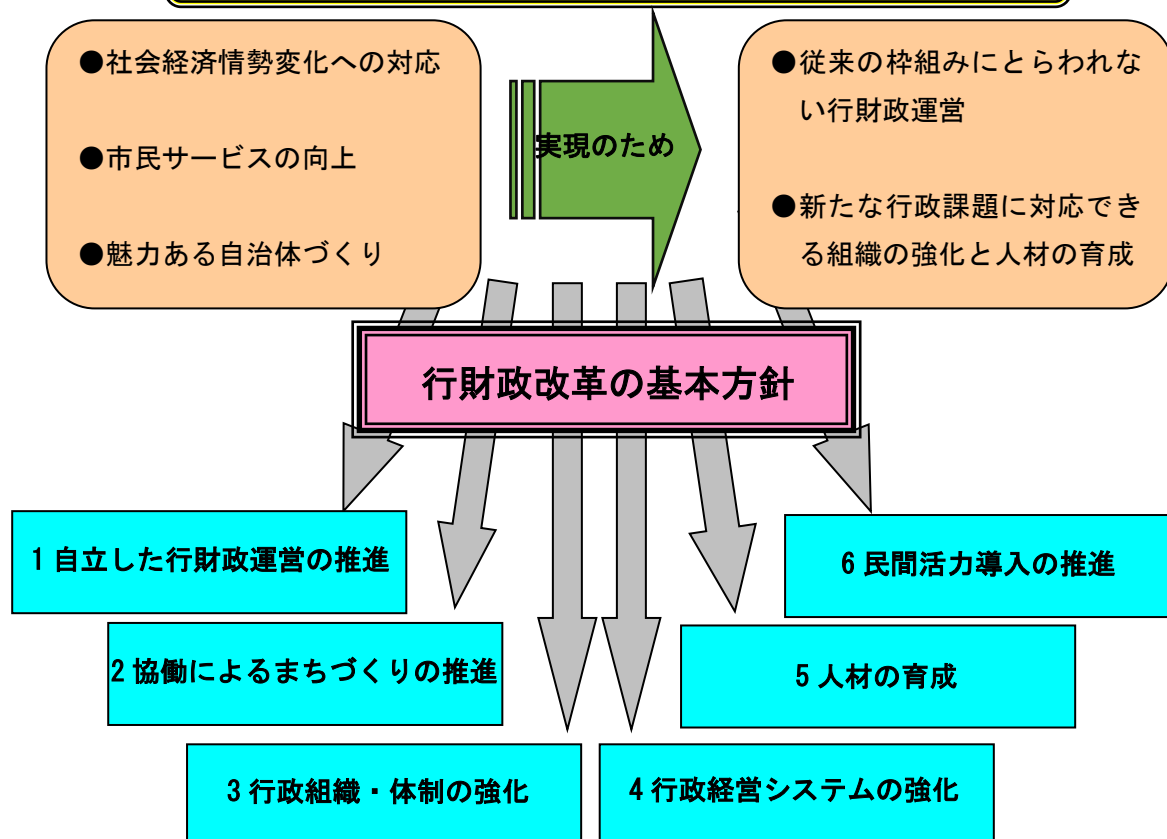 ●社会経済情勢変化への対応
●市民サービスの向上
●魅力ある自治体づくり
実現のため
●従来の枠組みにとらわれな
い行財政運営
●新たな行政課題に対応でき
る組織の強化と人材の育成
行財政改革の基本方針
1 自立した行財政運営の推進
2 協働によるまちづくりの推進
3 行政組織・体制の強化
4 行政経営システムの強化
5 人材の育成
6 民間活力導入の推進